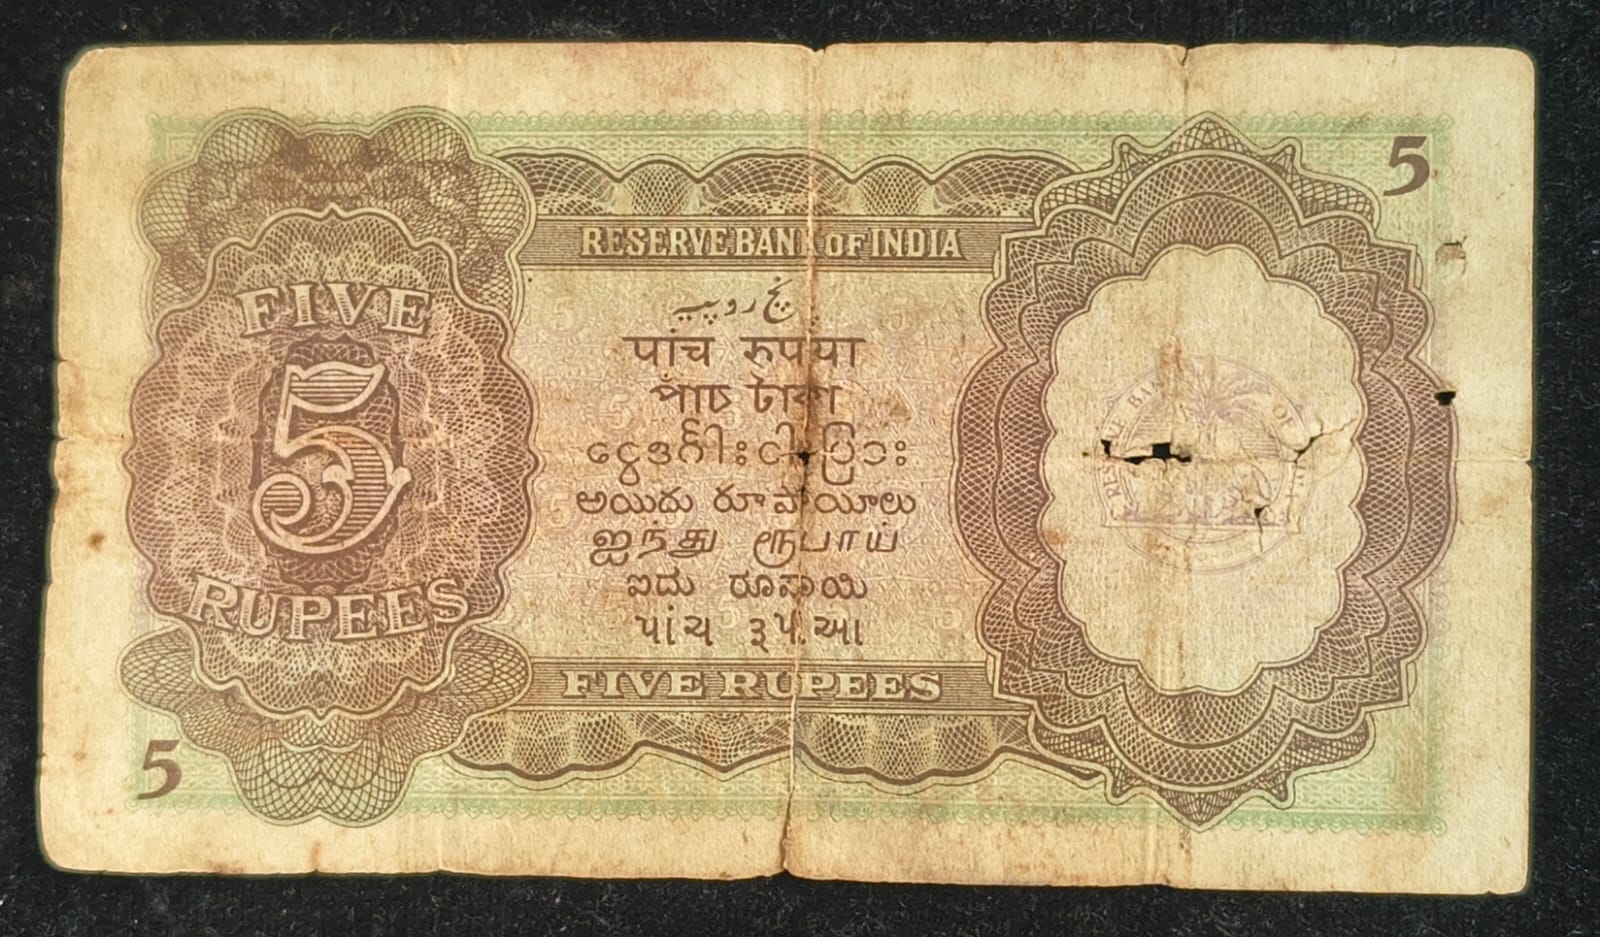 5
RESERVE BANK OF INDIA
FIVE
5
RUPEES
پنج روپیہ
पांच रुपया
পাঁচ টাকা
ငွေဒင်္ဂါးငါးပြား
అయిదు రూపాయీలు
ஐந்து ரூபாய்
ಐದು ರೂಪಾಯಿ
પાંચ રૂપીઆ
FIVE RUPEES
5